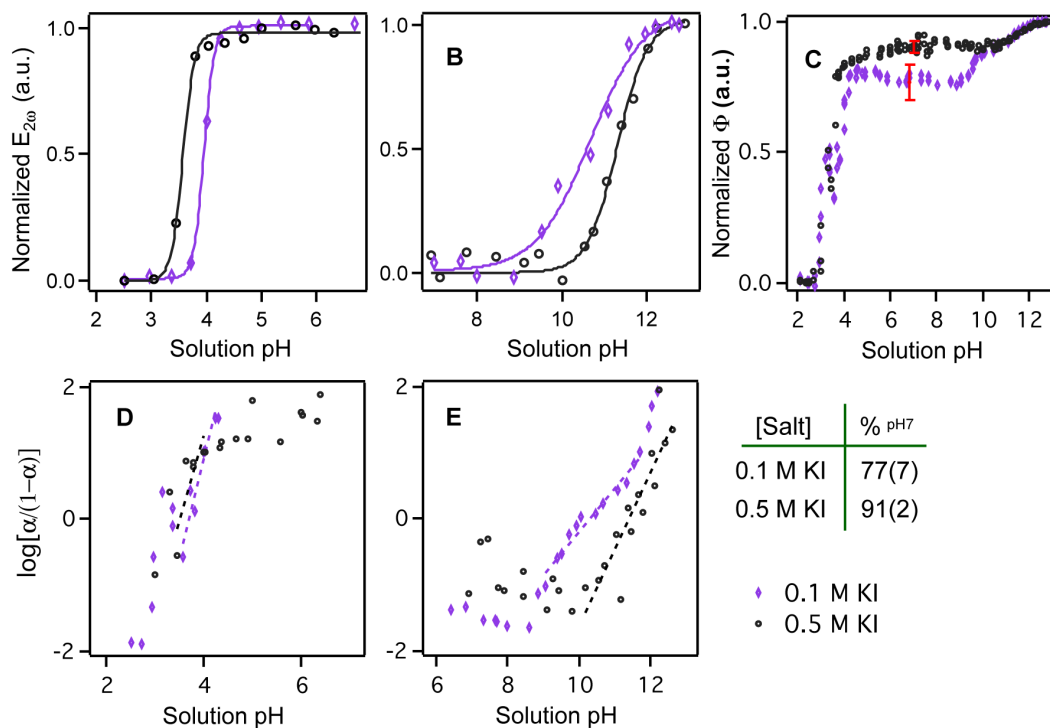 Normalized E2ω (a.u.)
1.0
0.5
0.0
A
2 3 4 5 6
Solution pH
1.0
0.5
0.0
B
8 10 12
Solution pH
Normalized Φ (a.u.)
1.0
0.5
0.0
C
2 4 6 8 10 12
Solution pH
log[α/(1−α)]
2
0
-2
D
2 4 6
Solution pH
2
0
-2
E
6 8 10 12
Solution pH
[Salt] % pH7
0.1 M KI 77(7)
0.5 M KI 91(2)
0.1 M KI
0.5 M KI